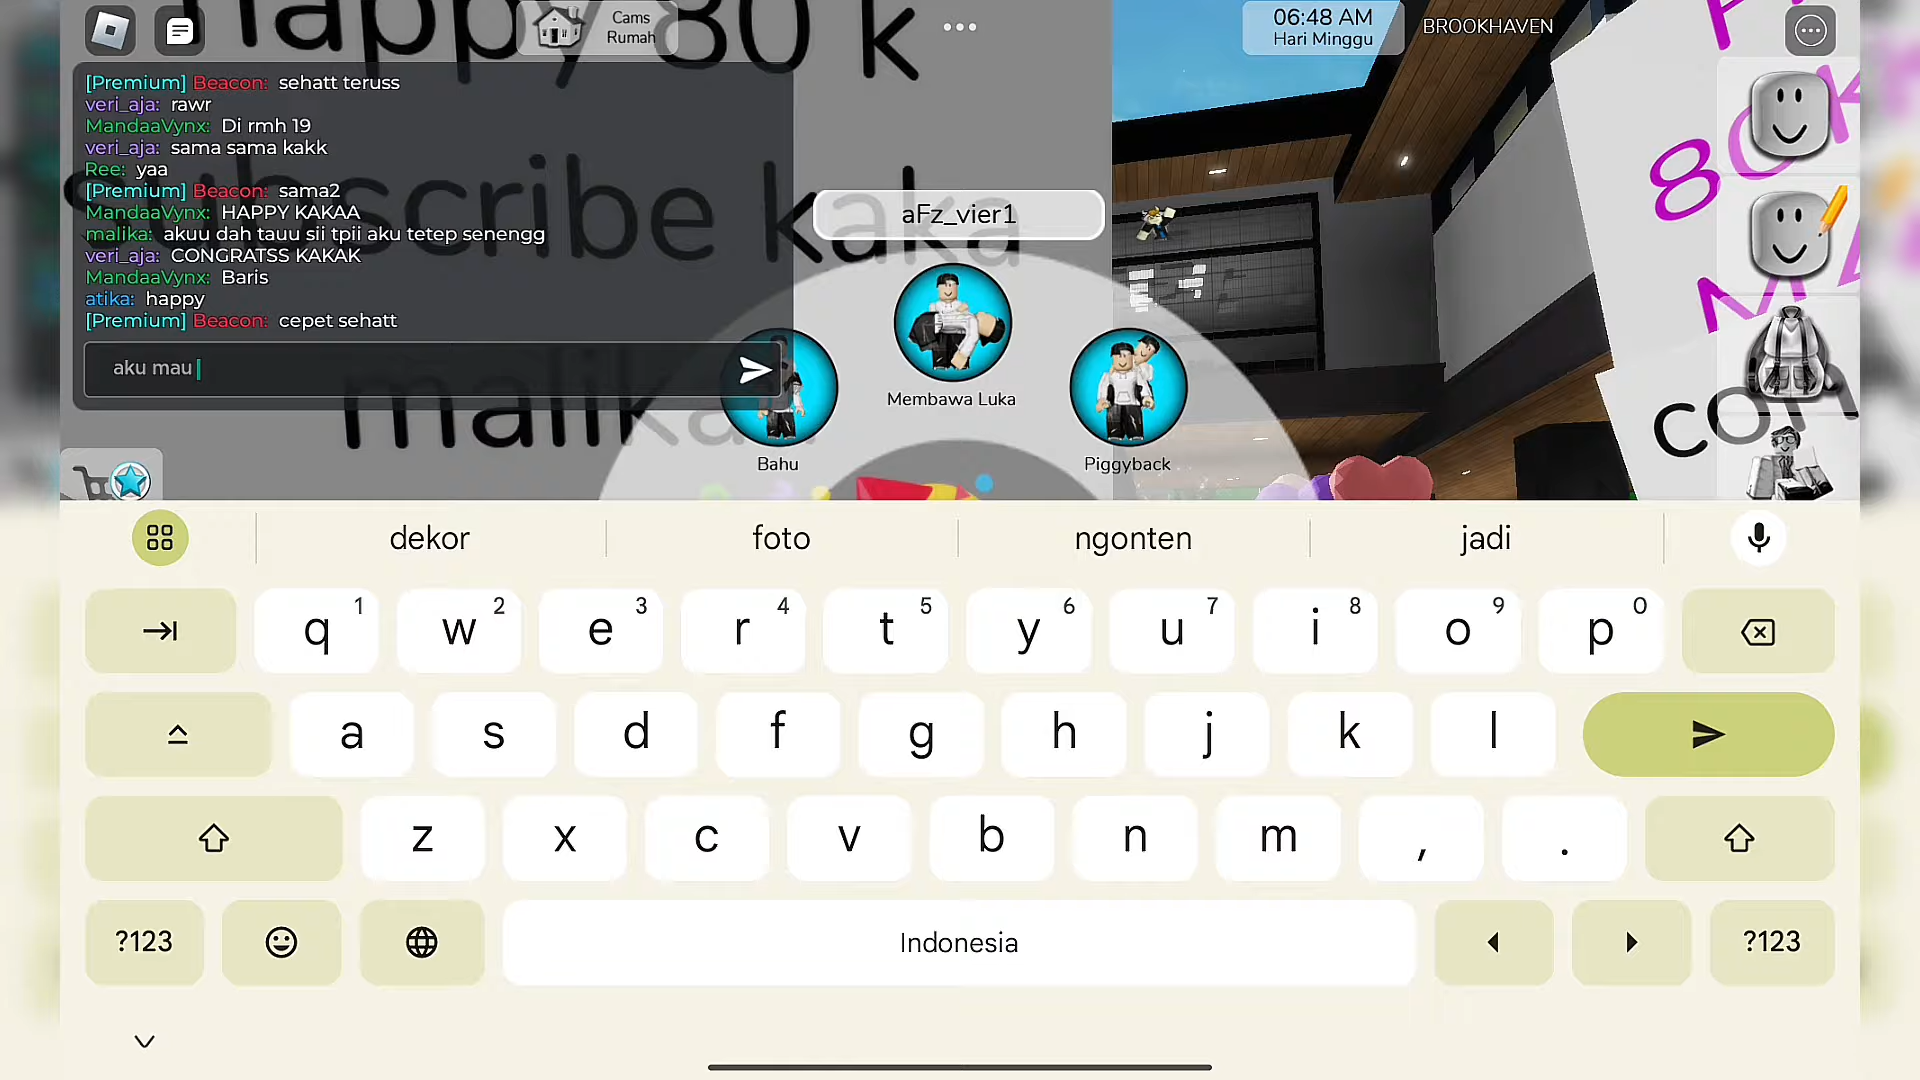 Happy 80 k
subscribe kaka
malika
Cams
Rumah
06:48 AM
Hari Minggu
BROOKHAVEN
[Premium] Beacon: sehatt teruss
veri_aja: rawr
MandaaVynx: Di rmh 19
veri_aja: sama sama kakk
Ree: yaa
[Premium] Beacon: sama2
MandaaVynx: HAPPY KAKAA
malika: akuu dah tauu sii tpii aku tetep senengg
veri_aja: CONGRATSS KAKAK
MandaaVynx: Baris
atika: happy
[Premium] Beacon: cepet sehatt
aku mau
aFz_vier1
Membawa Luka
Bahu
Piggyback
80K
dekor foto ngonten jadi
q 1 w 2 e 3 r 4 t 5 y 6 u 7 i 8 o 9 p 0
a s d f g h j k l
z x c v b n m , .
?123 Indonesia ?123